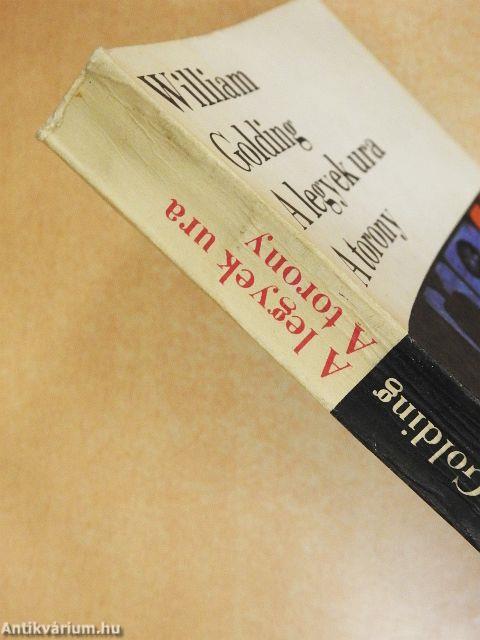 William
Golding
A legyek ura
A torony
A legyek ura
A torony
Golding
Antikvárium.hu